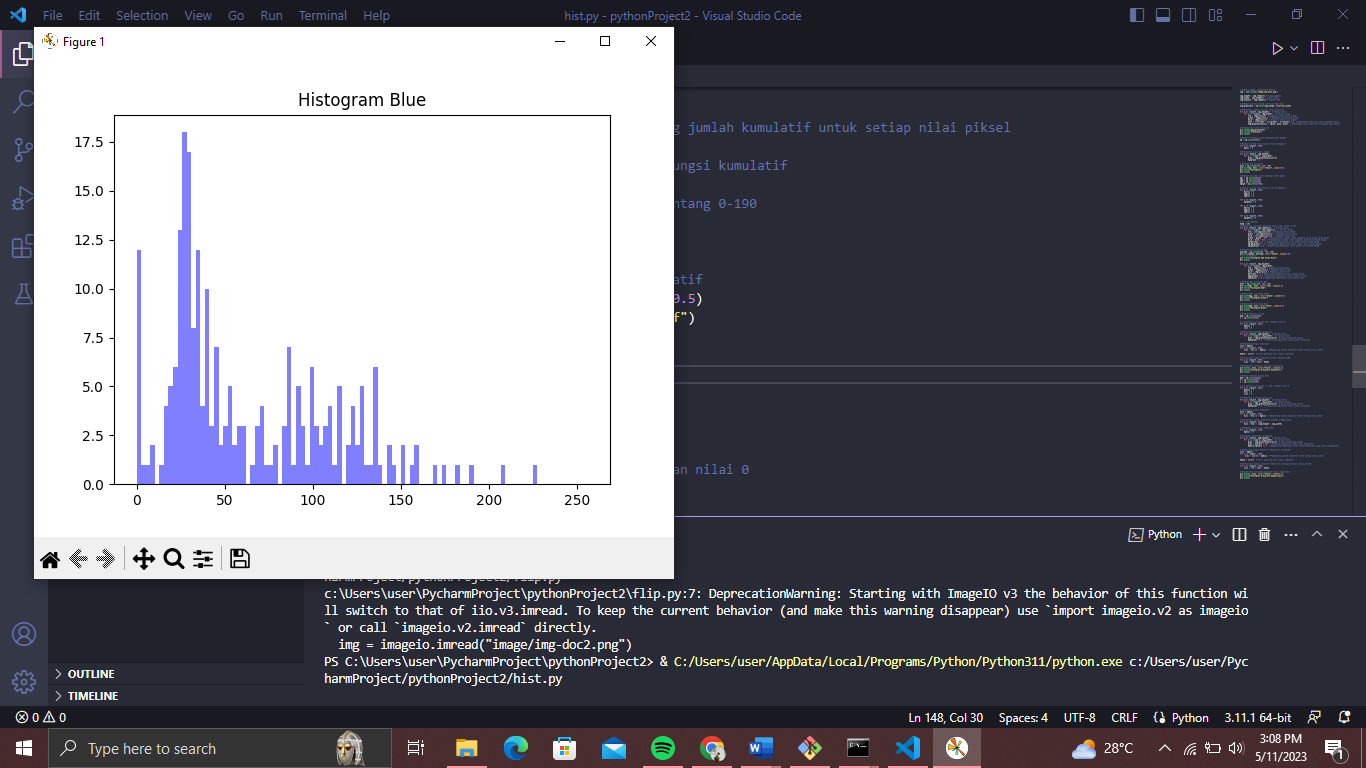 File Edit Selection View Go Run Terminal Help
hist.py - pythonProject2 - Visual Studio Code
Figure 1
Histogram Blue
17.5
15.0
12.5
10.0
7.5
5.0
2.5
0.0
0 50 100 150 200 250
jumlah kumulatif untuk setiap nilai piksel
ungsi kumulatif
ntang 0-190
atif
0.5)
f")
an nilai 0
Python
harmProject/pythonProject2/flip.py
c:\Users\user\PycharmProject\pythonProject2\flip.py:7: DeprecationWarning: Starting with ImageIO v3 the behavior of this function wi
ll switch to that of iio.v3.imread. To keep the current behavior (and make this warning disappear) use `import imageio.v2 as imageio
` or call `imageio.v2.imread` directly.
img = imageio.imread("image/img-doc2.png")
PS C:\Users\user\PycharmProject\pythonProject2> & C:/Users/user/AppData/Local/Programs/Python/Python311/python.exe c:/Users/user/Pyc
harmProject/pythonProject2/hist.py
OUTLINE
TIMELINE
0 0
Ln 148, Col 30 Spaces: 4 UTF-8 CRLF Python 3.11.1 64-bit
Type here to search
28°C
3:08 PM
5/11/2023
1